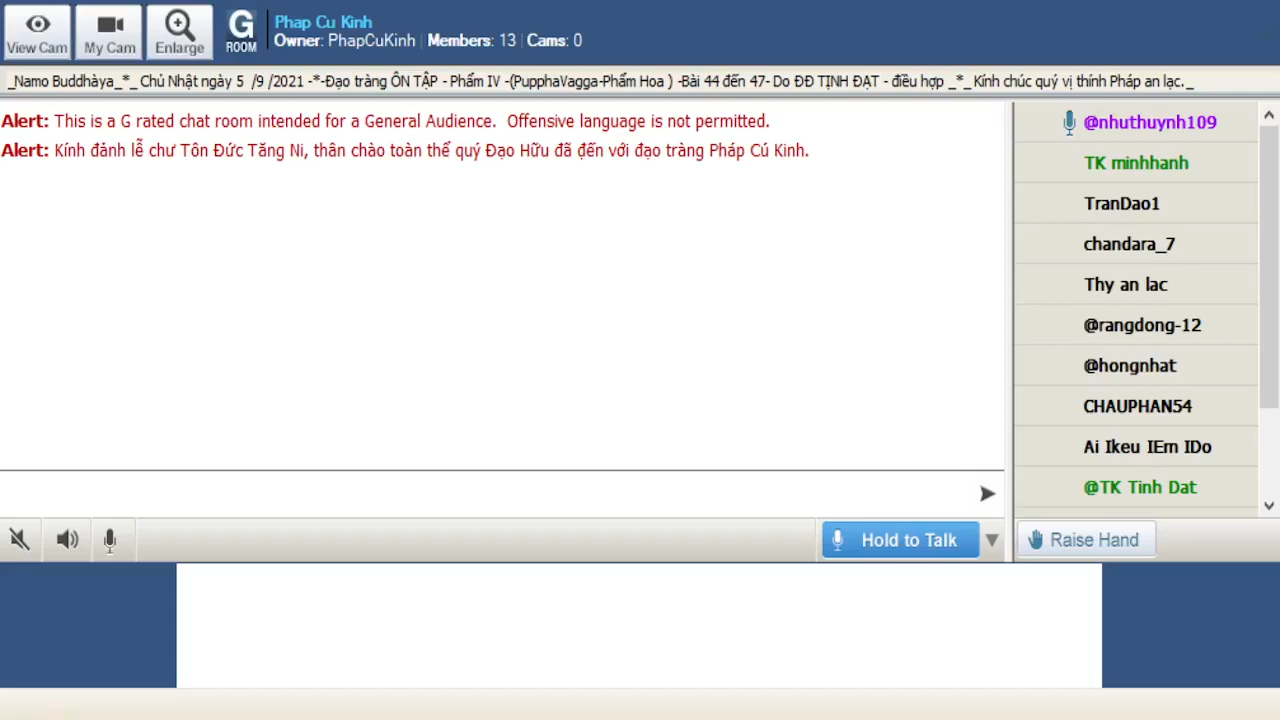 View Cam
My Cam
Enlarge
G
ROOM
Phap Cu Kinh
Owner: PhapCuKinh | Members: 13 | Cams: 0
_Namo Buddhàya_*_ Chủ Nhật ngày 5 /9 /2021 -*-Đạo tràng ÔN TẬP - Phẩm IV -(PupphaVagga-Phẩm Hoa ) -Bài 44 đến 47- Do ĐĐ TỊNH ĐẠT - điều hợp _*_ Kính chúc quý vị thính Pháp an lạc._
Alert: This is a G rated chat room intended for a General Audience. Offensive language is not permitted.
Alert: Kính đảnh lễ chư Tôn Đức Tăng Ni, thân chào toàn thể quý Đạo Hữu đã đến với đạo tràng Pháp Cú Kinh.
@nhuthuynh109
TK minhhanh
TranDao1
chandara_7
Thy an lac
@rangdong-12
@hongnhat
CHAUPHAN54
Ai Ikeu IEm IDo
@TK Tinh Dat
Hold to Talk
Raise Hand